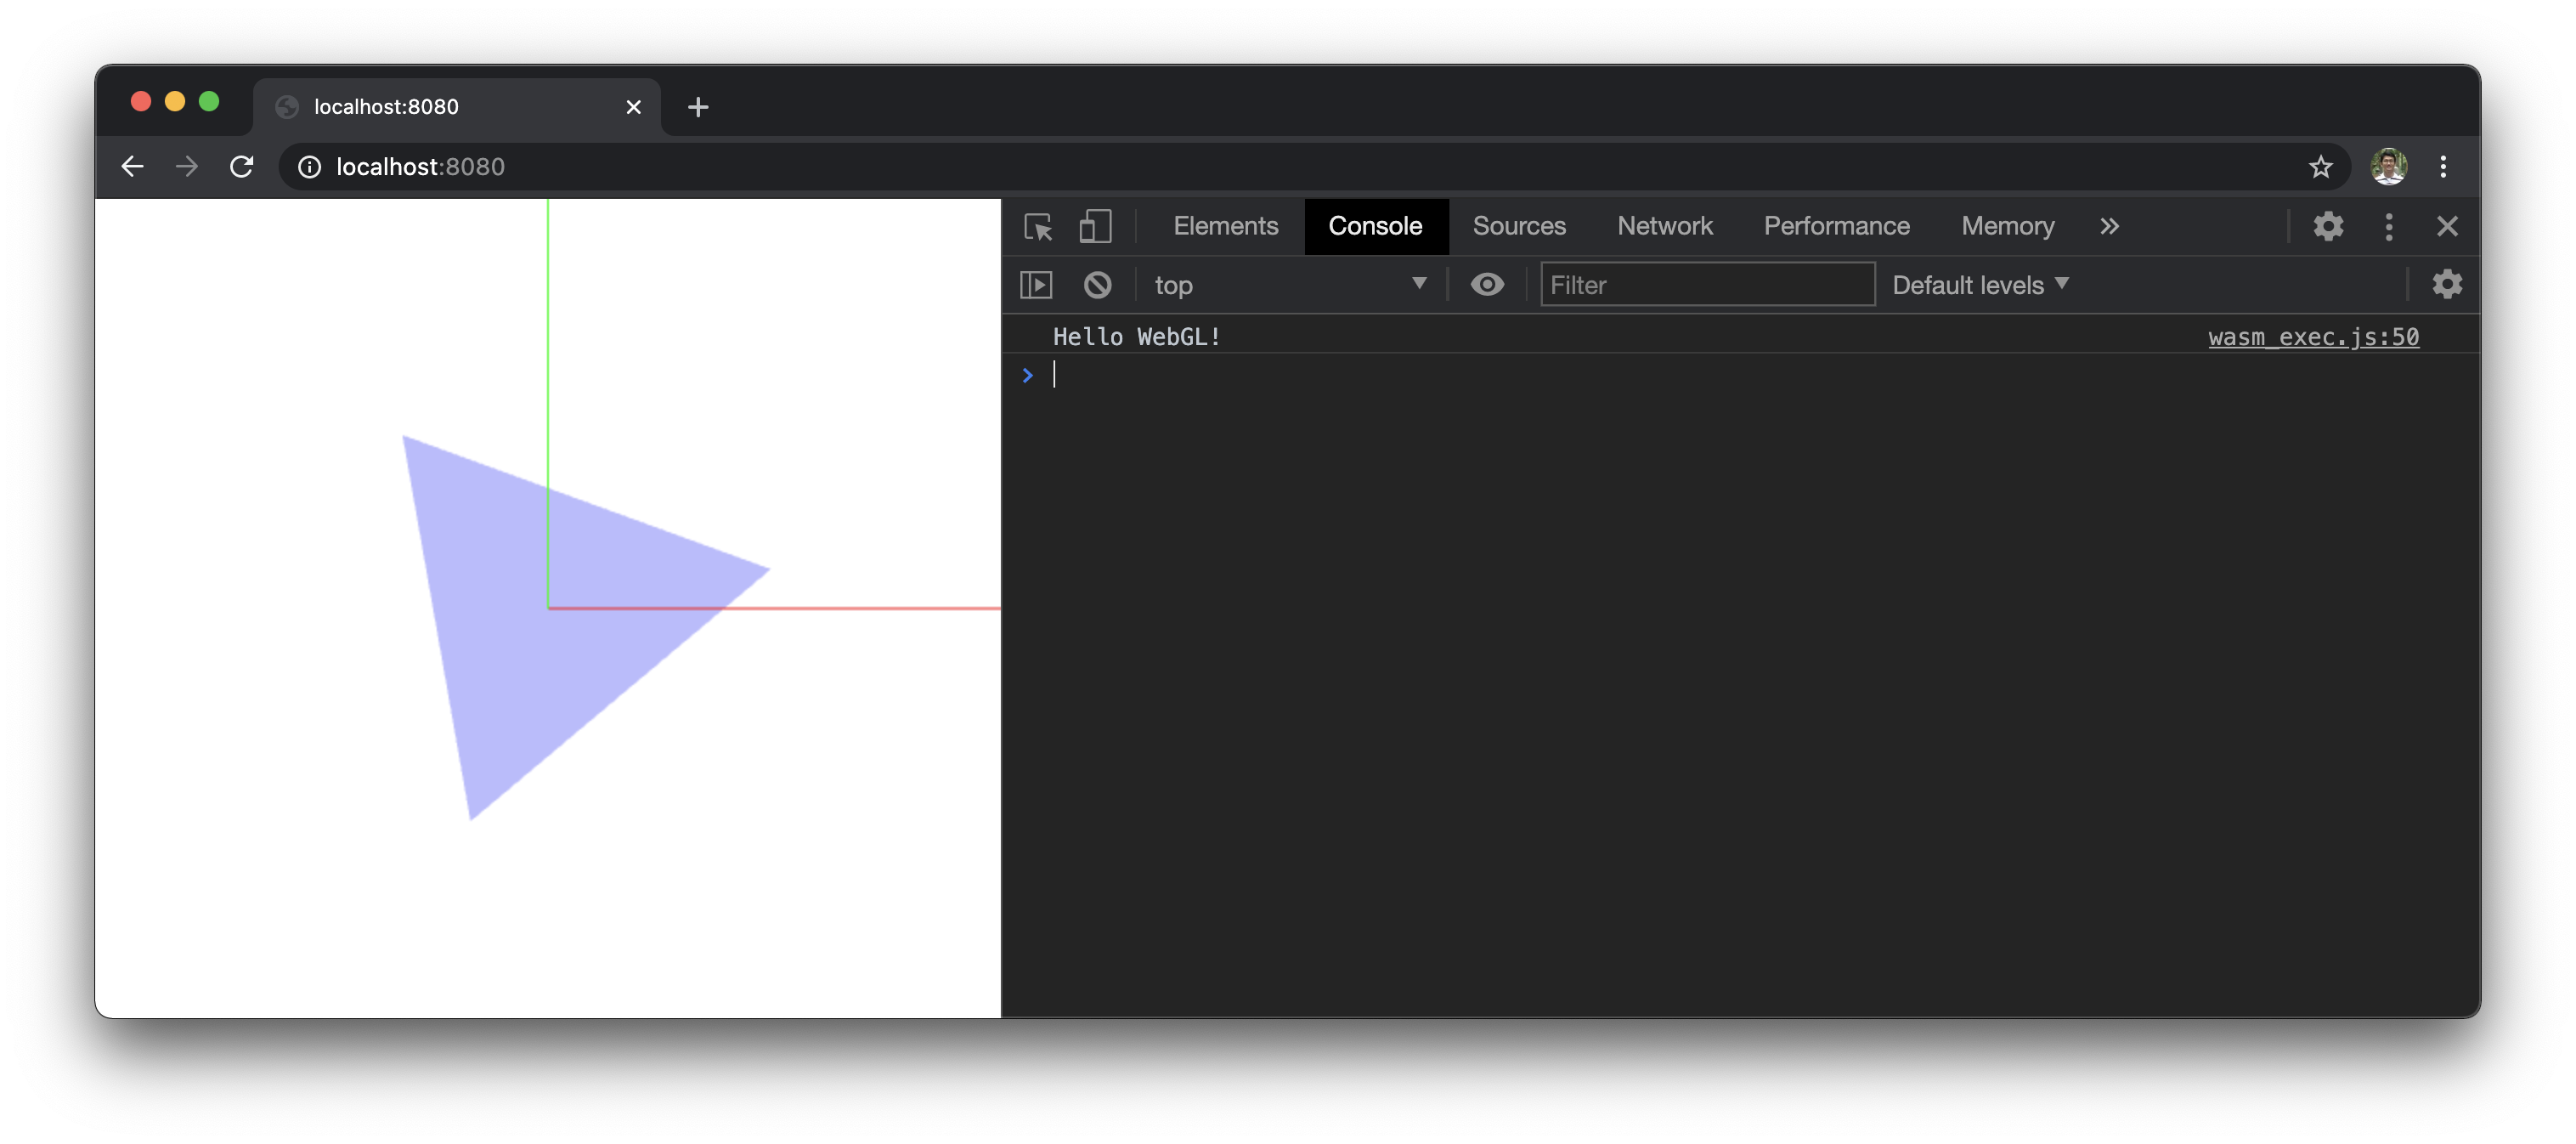 localhost:8080
localhost:8080
Elements Console Sources Network Performance Memory
top Filter Default levels
Hello WebGL! wasm_exec.js:50